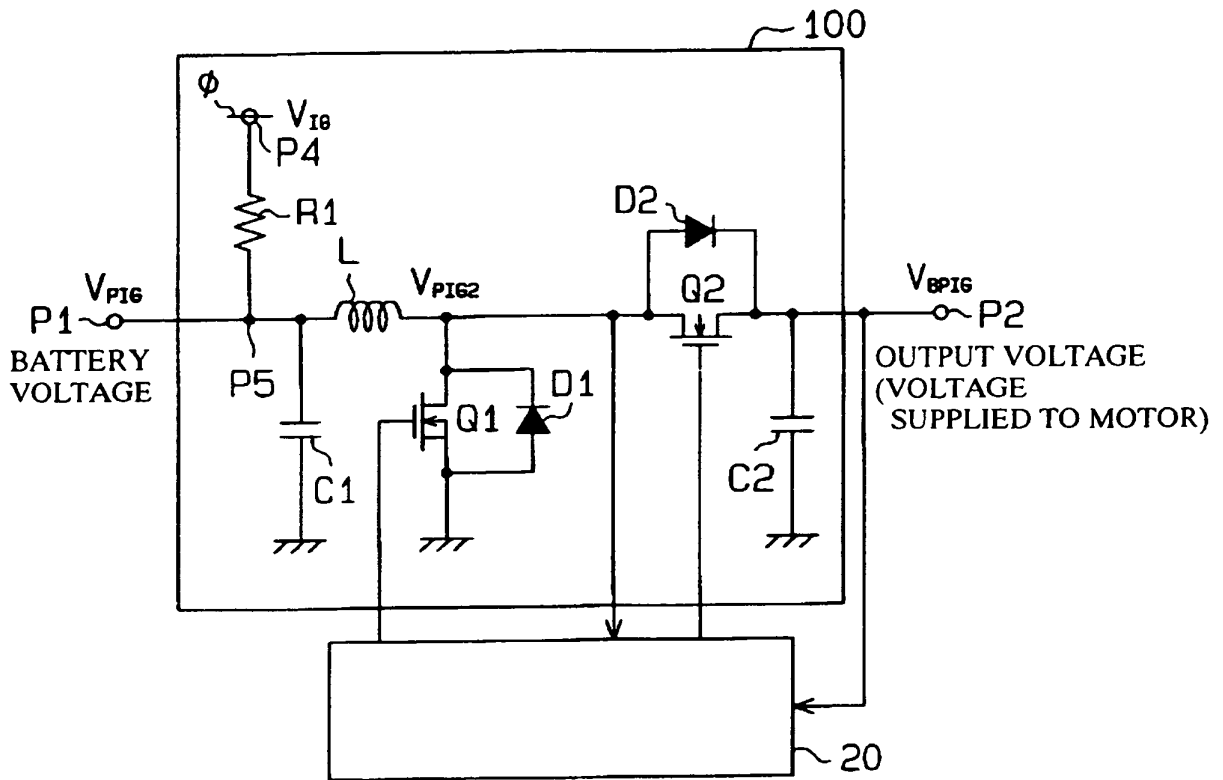 100
φ
V_IG
P4
R1
D2
L
V_PIG
V_PIG2
Q2
V_BPIG
P1
P2
BATTERY
VOLTAGE
P5
OUTPUT VOLTAGE
(VOLTAGE
SUPPLIED TO MOTOR)
Q1
D1
C1
C2
20